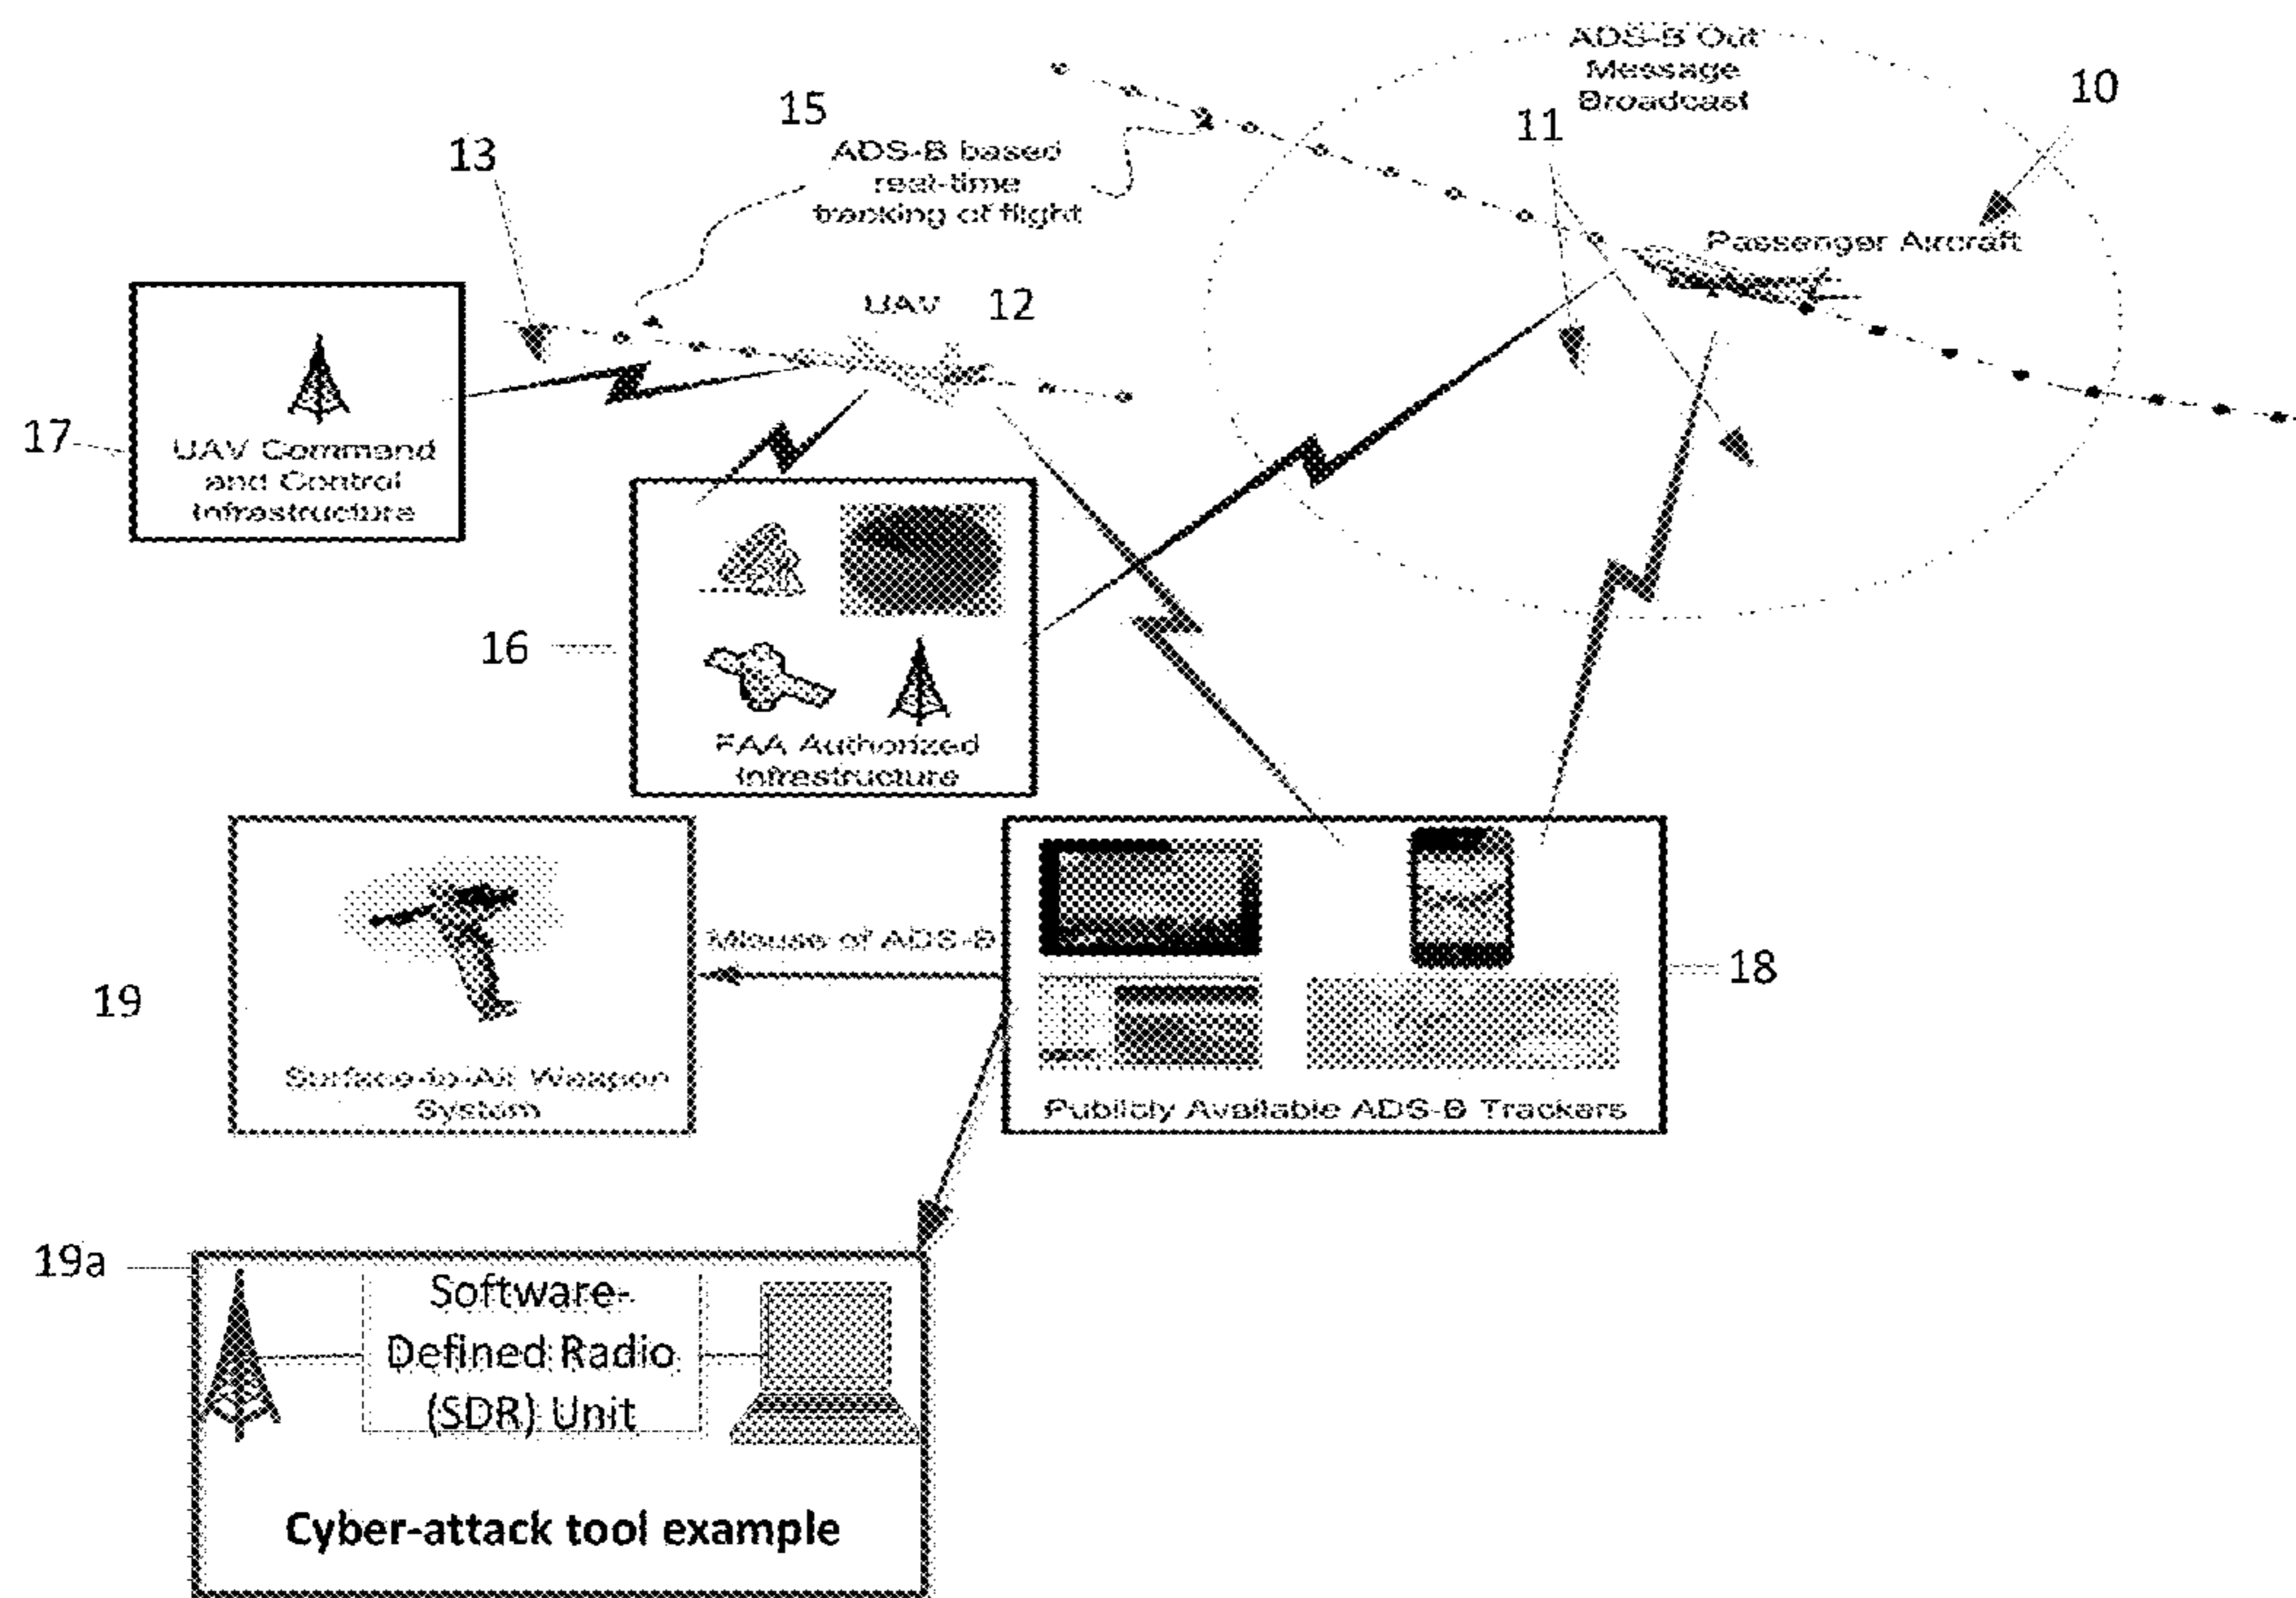 ADS-B Out
Message
Broadcast
10
11
15
ADS-B based
real-time
tracking of flight
13
Passenger Aircraft
UAV
12
17
UAV Command
and Control
Infrastructure
16
FAA Authorized
Infrastructure
Misuse of ADS-B
18
19
Surface-to-Air Weapon
System
Publicly Available ADS-B Trackers
19a
Software-
Defined Radio
(SDR) Unit
Cyber-attack tool example